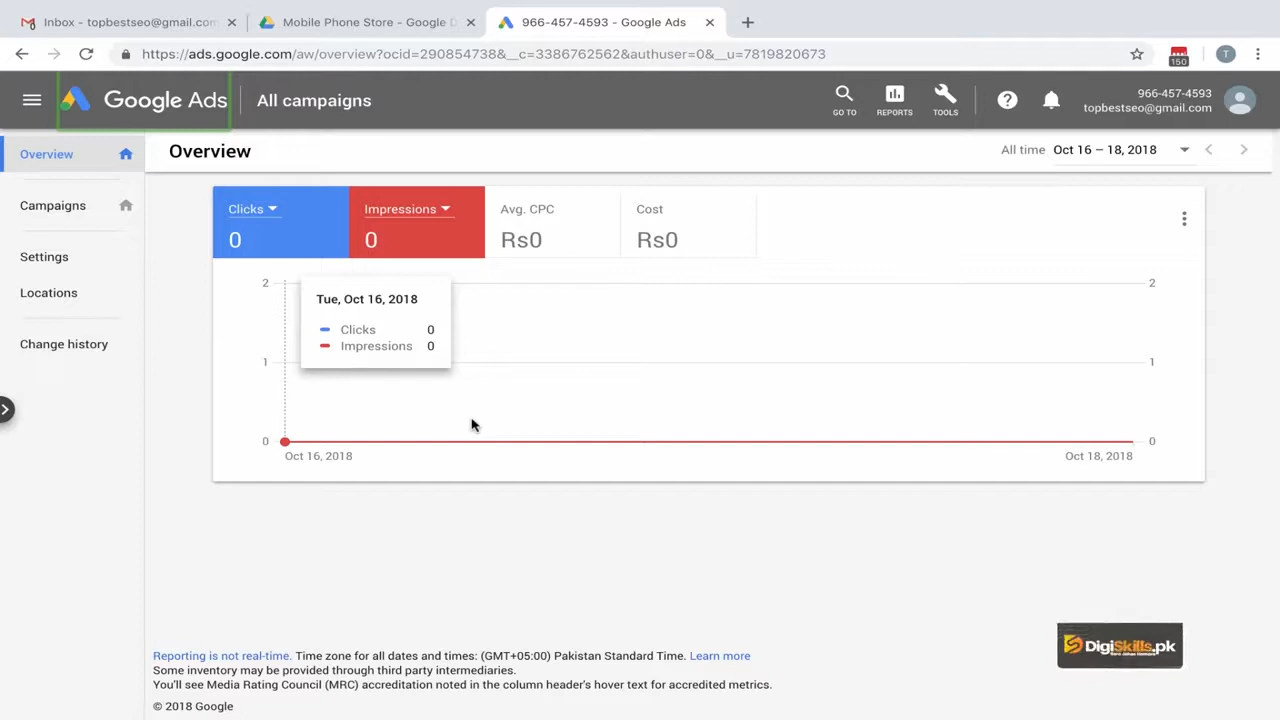 Inbox - topbestseo@gmail.com
Mobile Phone Store - Google D
966-457-4593 - Google Ads
https://ads.google.com/aw/overview?ocid=290854738&__c=3386762562&authuser=0&__u=7819820673
150
T
Google Ads
All campaigns
GO TO
REPORTS
TOOLS
966-457-4593
topbestseo@gmail.com
Overview
Campaigns
Settings
Locations
Change history
Overview
All time Oct 16 – 18, 2018
Clicks
0
Impressions
0
Avg. CPC
Rs0
Cost
Rs0
2
1
0
2
1
0
Tue, Oct 16, 2018
Clicks 0
Impressions 0
Oct 16, 2018
Oct 18, 2018
DigiSkills.pk
Reporting is not real-time. Time zone for all dates and times: (GMT+05:00) Pakistan Standard Time. Learn more
Some inventory may be provided through third party intermediaries.
You'll see Media Rating Council (MRC) accreditation noted in the column header's hover text for accredited metrics.
© 2018 Google